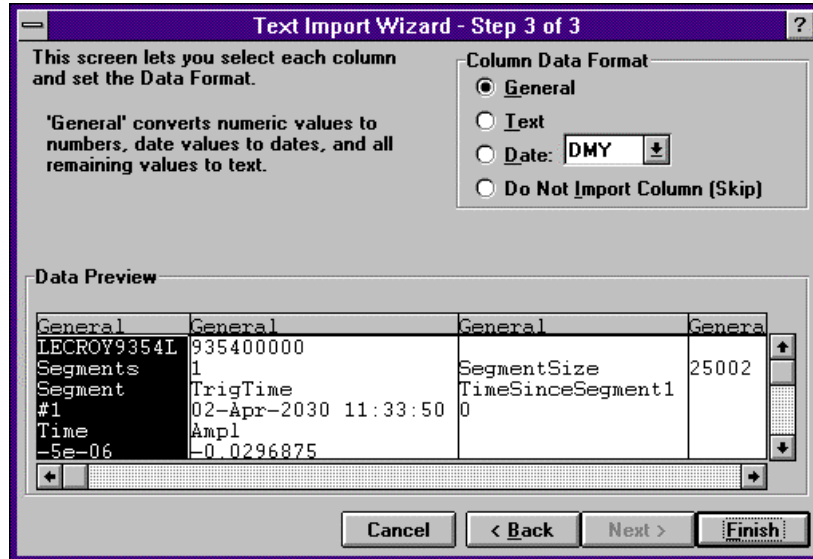 Text Import Wizard - Step 3 of 3 ?
This screen lets you select each column
and set the Data Format.
'General' converts numeric values to
numbers, date values to dates, and all
remaining values to text.
Column Data Format
General
Text
Date: DMY
Do Not Import Column (Skip)
Data Preview
General General General Genera
LECROY9354L 935400000
Segments 1 SegmentSize 25002
Segment TrigTime TimeSinceSegment1
#1 02-Apr-2030 11:33:50 0
Time Ampl
-5e-06 -0.0296875
Cancel < Back Next > Finish